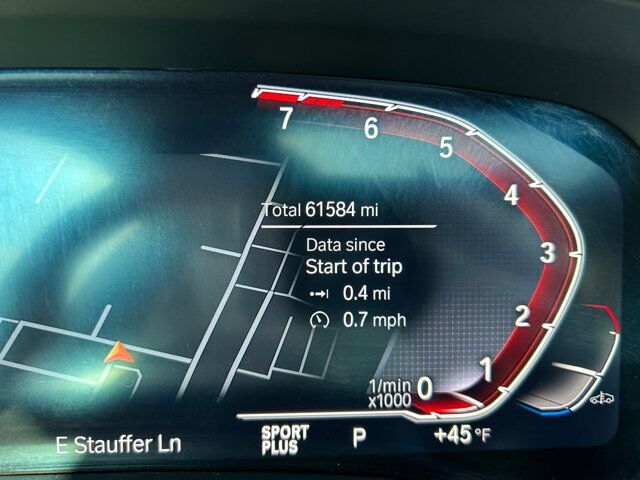 7
6
5
4
3
2
1
0
1/min
x1000
Total 61584 mi
Data since
Start of trip
0.4 mi
0.7 mph
E Stauffer Ln
SPORT
PLUS
P
+45 °F